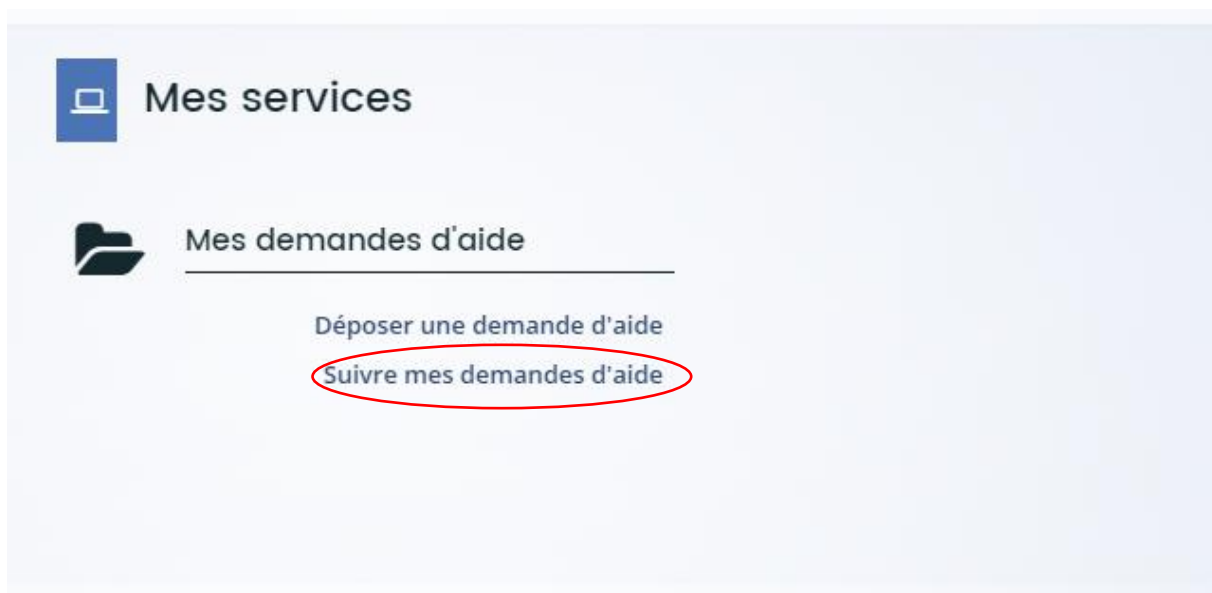 Mes services
Mes demandes d'aide
Déposer une demande d'aide
Suivre mes demandes d'aide